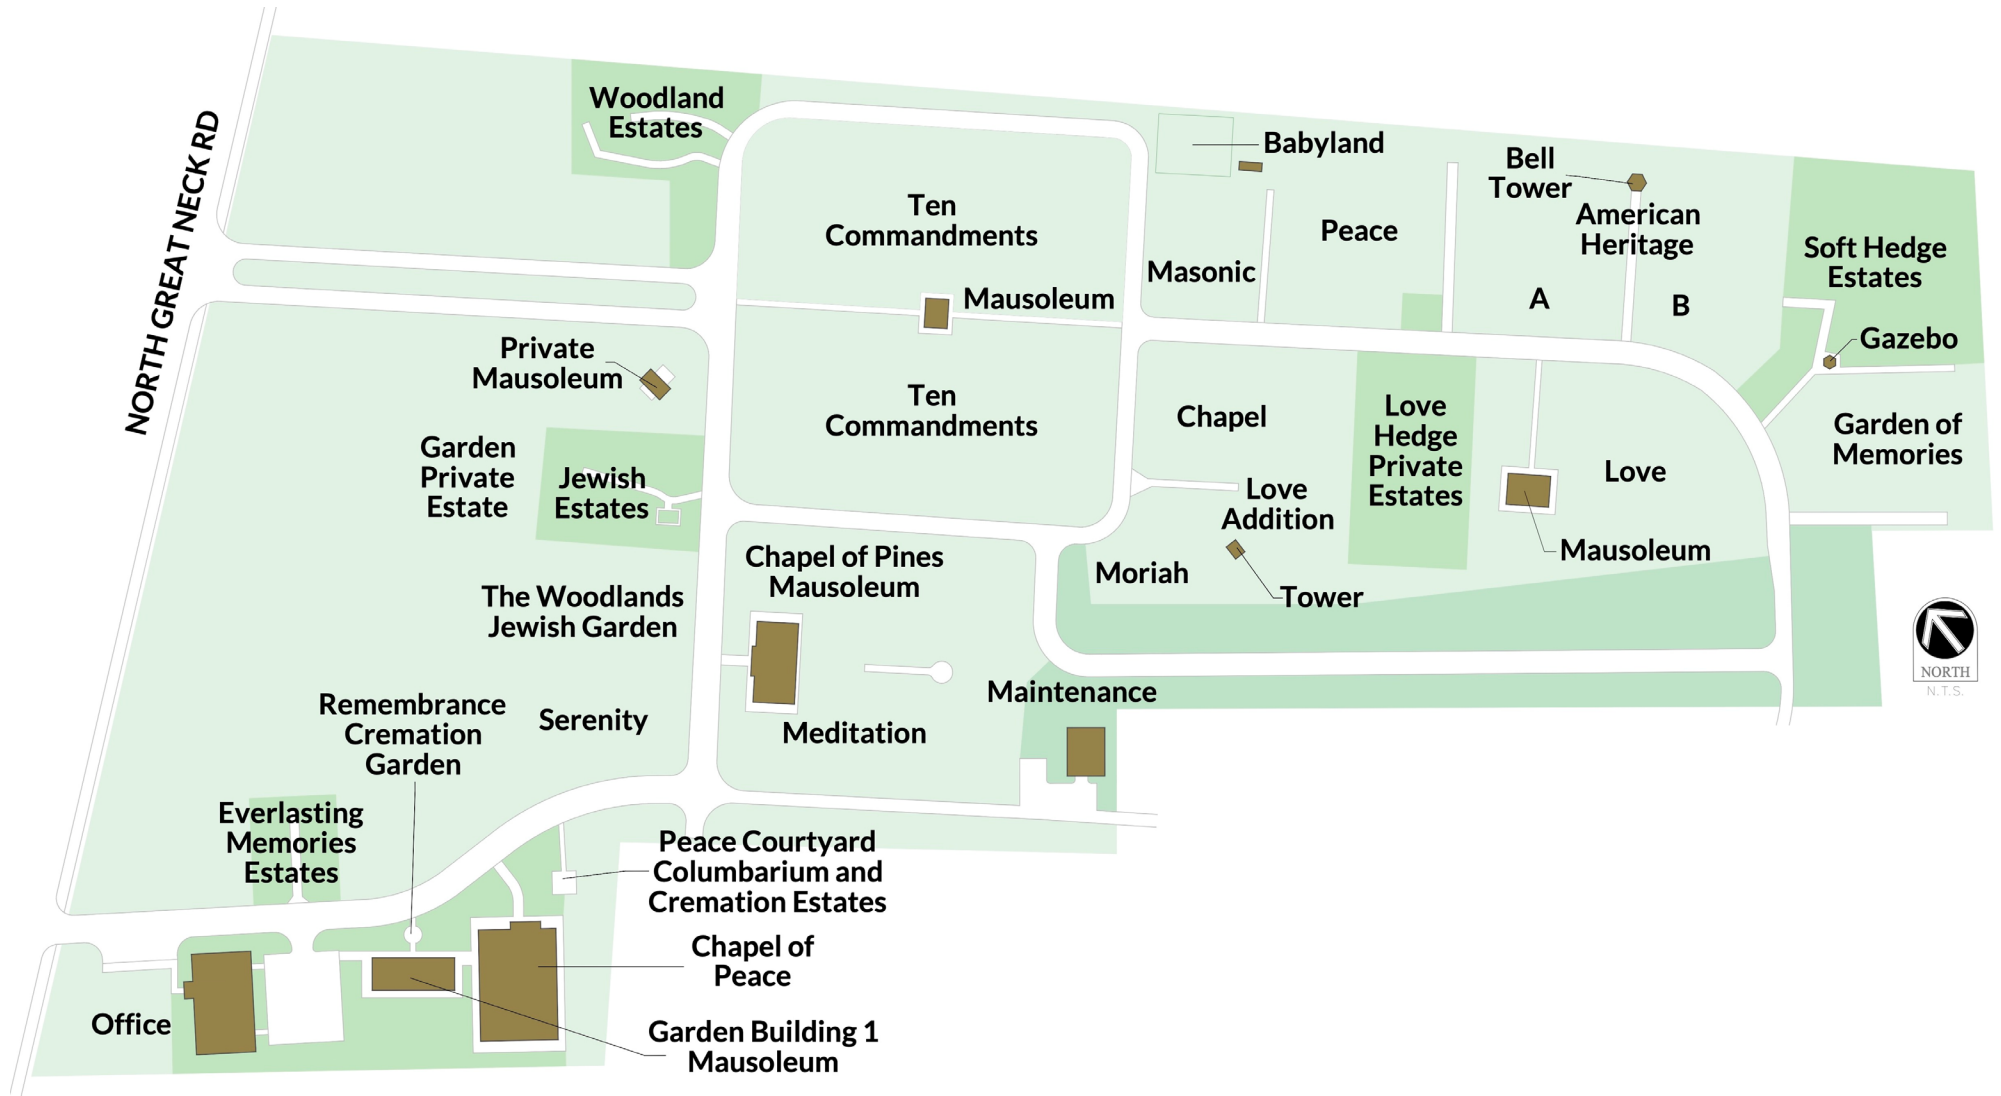 NORTH GREAT NECK RD
Woodland
Estates
Babyland
Bell
Tower
American
Heritage
Ten
Commandments
Peace
Soft Hedge
Estates
Masonic
Mausoleum
A
B
Gazebo
Private
Mausoleum
Ten
Commandments
Chapel
Love
Hedge
Private
Estates
Love
Garden of
Memories
Garden
Private
Estate
Jewish
Estates
Love
Addition
Chapel of Pines
Mausoleum
Moriah
Mausoleum
Tower
The Woodlands
Jewish Garden
NORTH
N.T.S.
Remembrance
Cremation
Garden
Serenity
Meditation
Maintenance
Everlasting
Memories
Estates
Peace Courtyard
Columbarium and
Cremation Estates
Chapel of
Peace
Office
Garden Building 1
Mausoleum